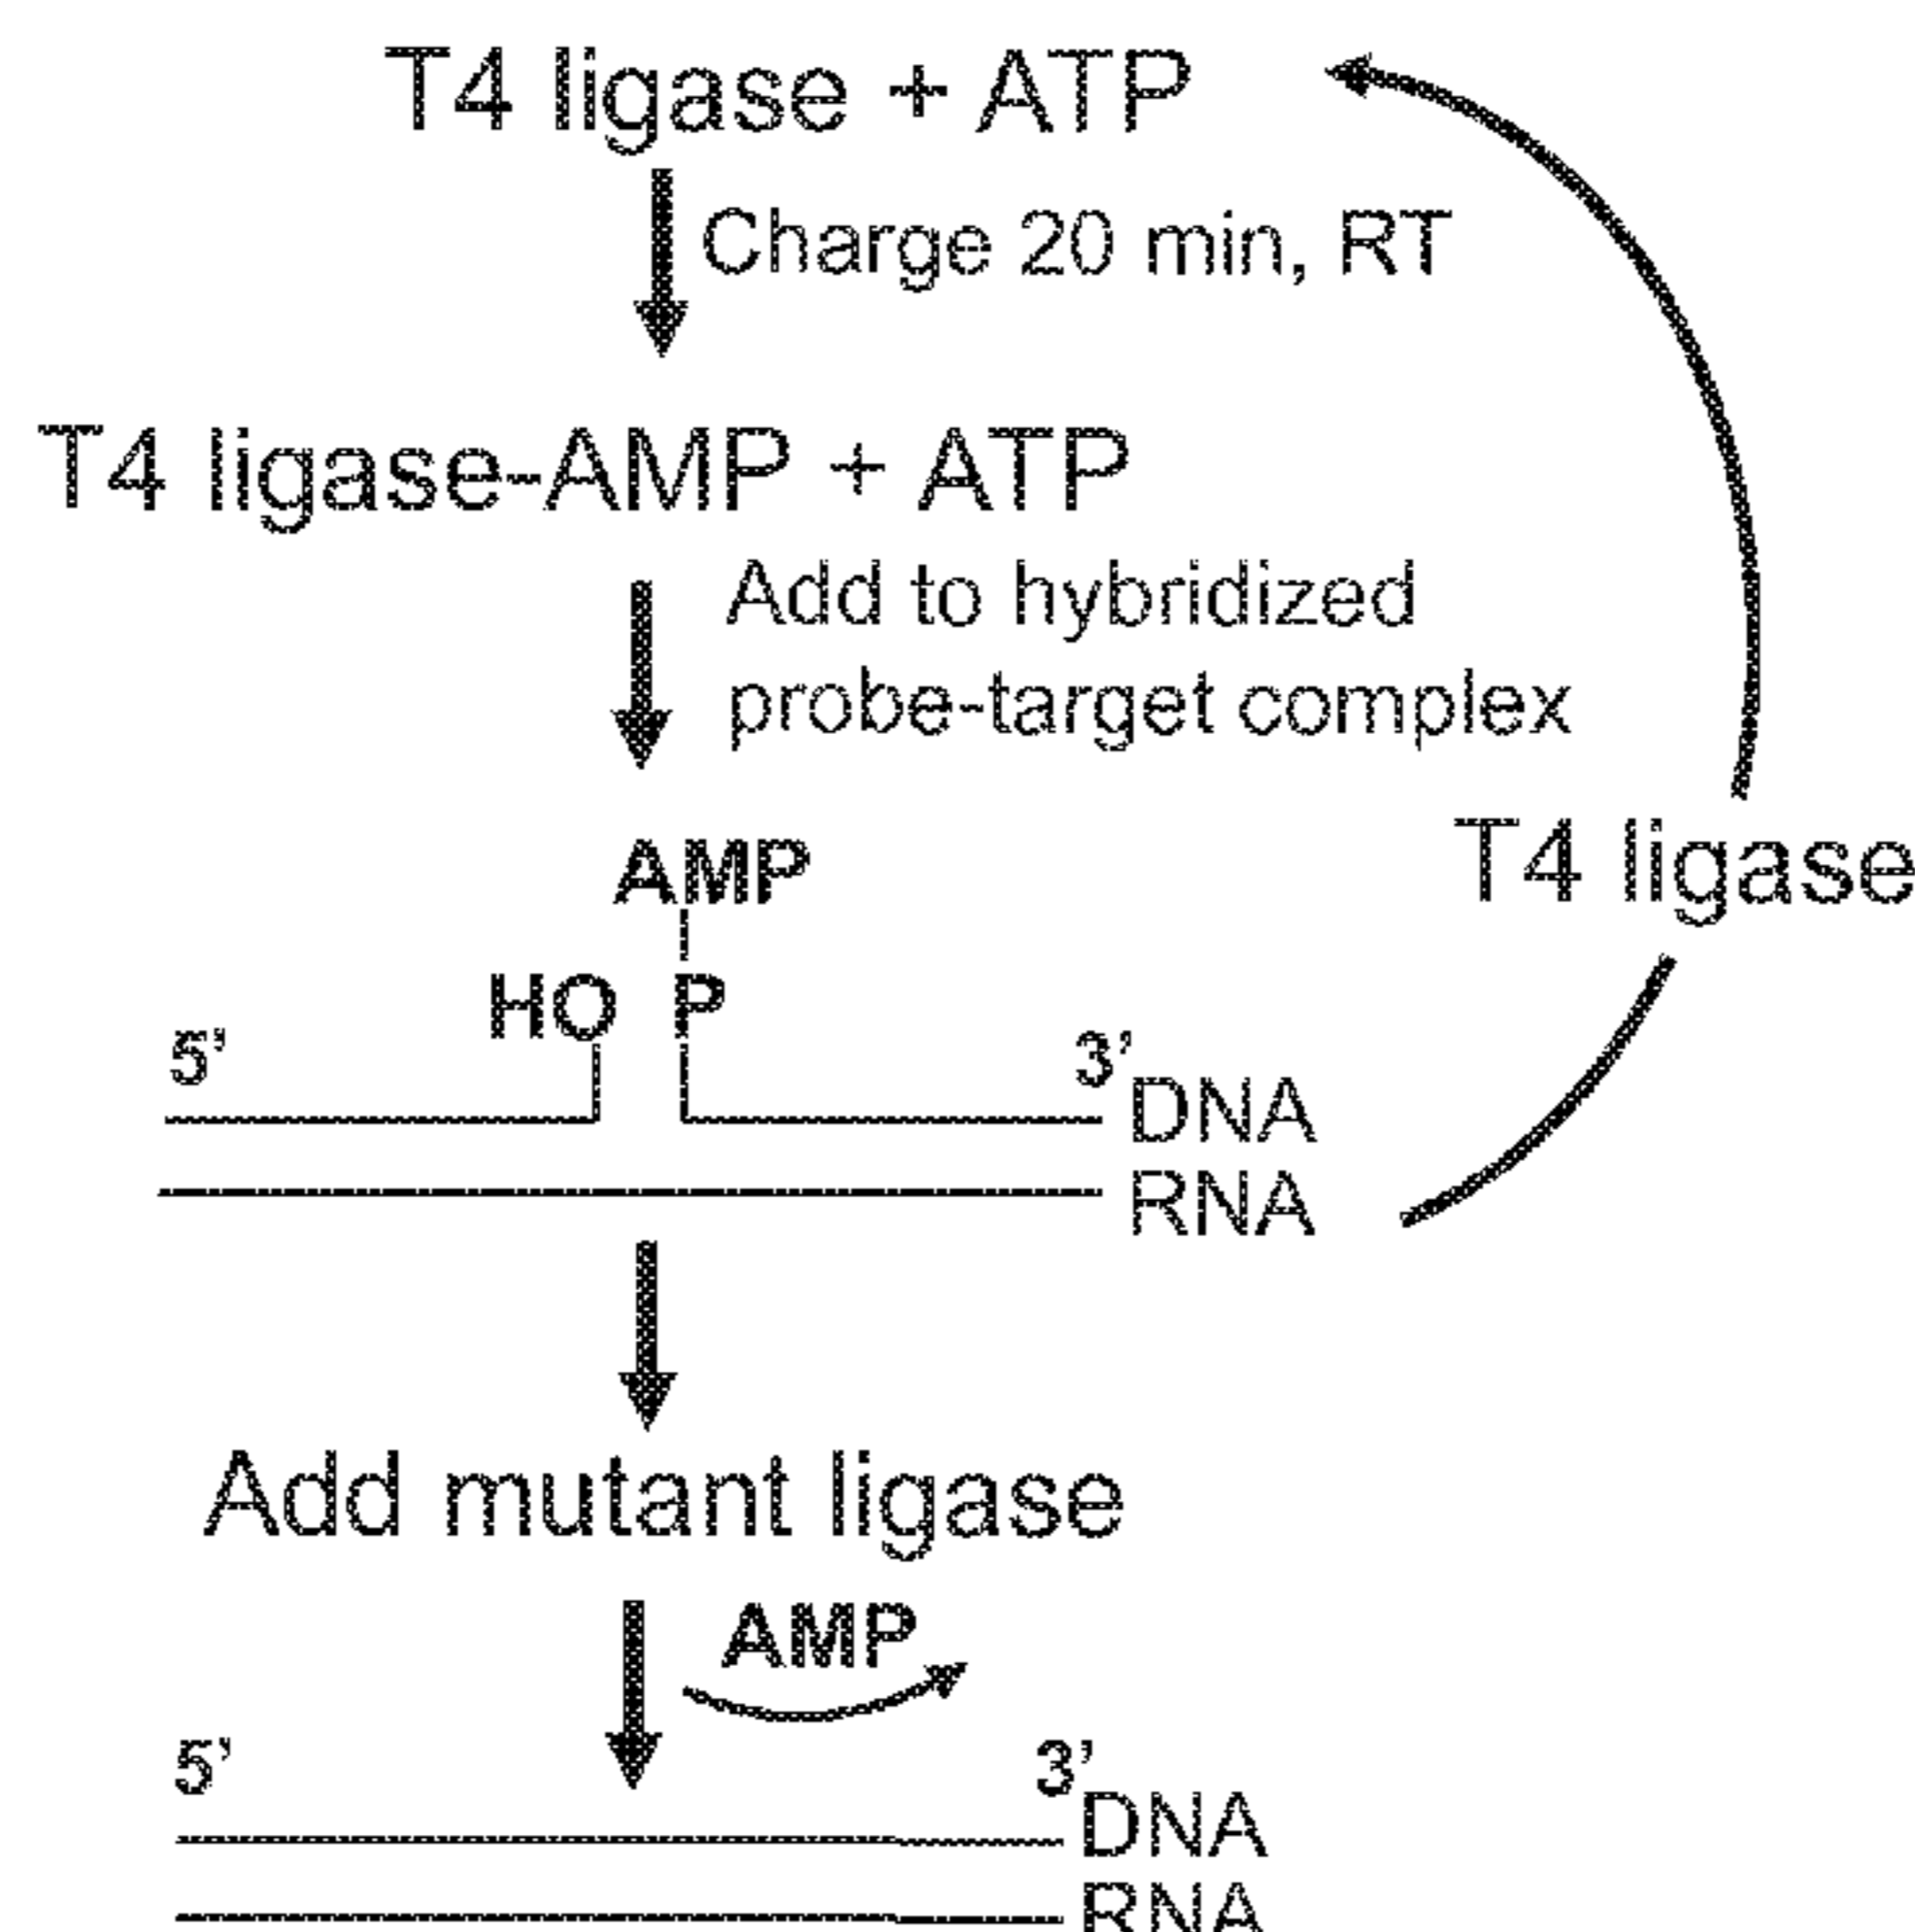 T4 ligase + ATP
Charge 20 min, RT
T4 ligase-AMP + ATP
Add to hybridized
probe-target complex
AMP
T4 ligase
HO P
5' 3'
DNA
RNA
Add mutant ligase
AMP
5' 3'
DNA
RNA